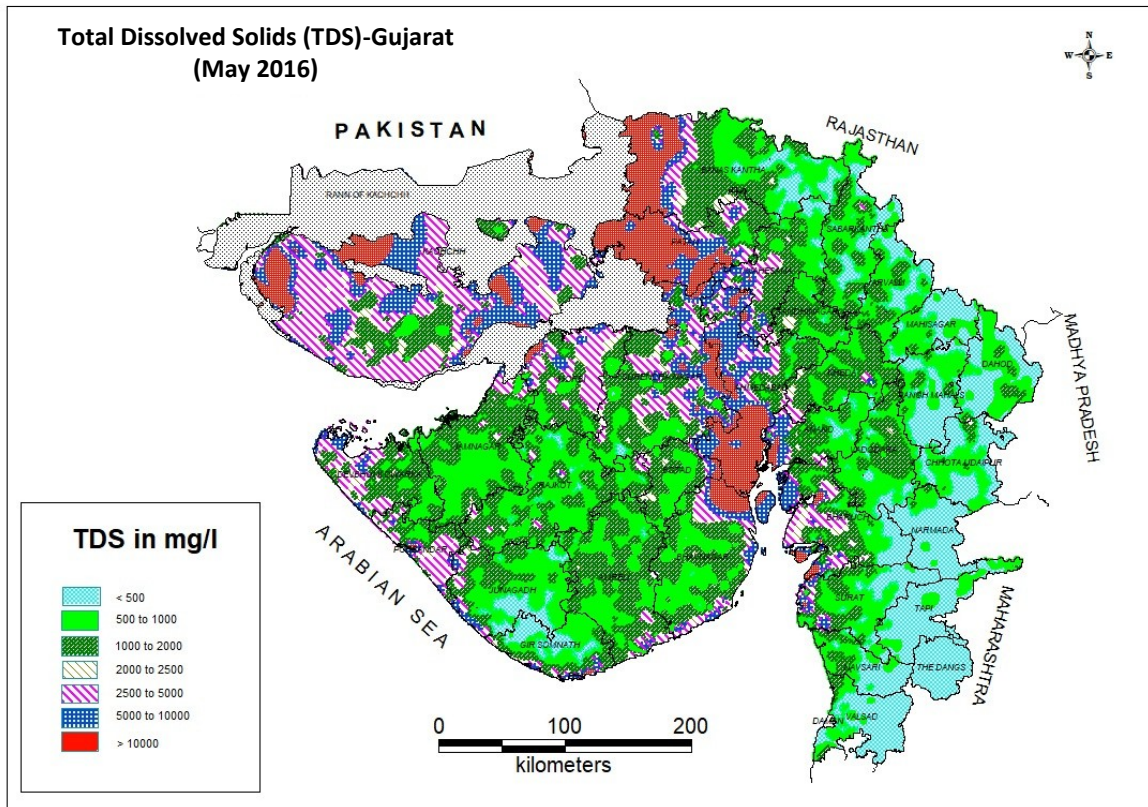 Total Dissolved Solids (TDS)-Gujarat
(May 2016)
N
W E
S
PAKISTAN
RAJASTHAN
RANN OF KACHCHH
BANAS KANTHA
KACHCHH
SABARKANTHA
MAHESANA
ARVALLI
MAHISAGAR
DAHOD
PANCH MAHALS
MADHYA PRADESH
JAMNAGAR
RAJKOT
CHHOTA UDAIPUR
NARMADA
ARABIAN SEA
JUNAGADH
SURAT
TAPI
MAHARASHTRA
GIR SOMNATH
NAVSARI
THE DANGS
DAMAN
VALSAD
TDS in mg/l
< 500
500 to 1000
1000 to 2000
2000 to 2500
2500 to 5000
5000 to 10000
> 10000
0 100 200
kilometers